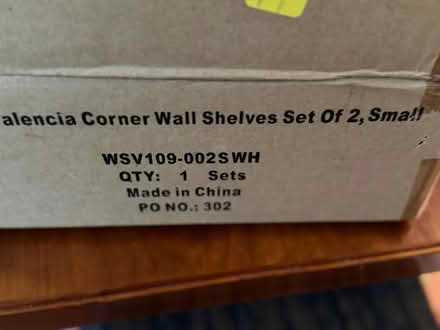 alencia Corner Wall Shelves Set Of 2, Small
WSV109-002SWH
QTY: 1 Sets
Made in China
PO NO.: 302